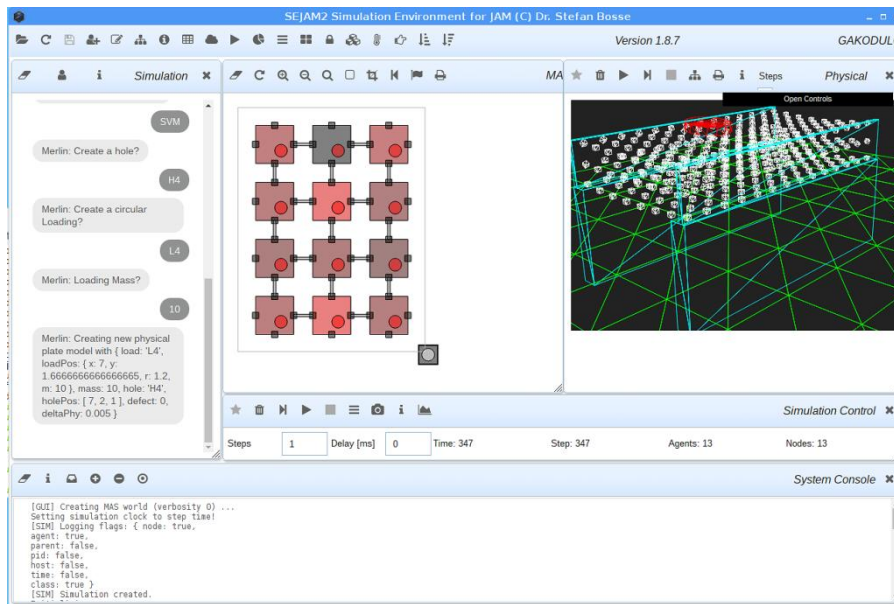 SEJAM2 Simulation Environment for JAM (C) Dr. Stefan Bosse
Version 1.8.7
GAKODULO
Simulation
SVM
Merlin: Create a hole?
H4
Merlin: Create a circular
Loading?
L4
Merlin: Loading Mass?
10
Merlin: Creating new physical
plate model with { load: 'L4',
loadPos: { x: 7, y:
1.6666666666666665, r: 1.2,
m: 10 }, mass: 10, hole: 'H4',
holePos: [ 7, 2, 1 ], defect: 0,
deltaPhy: 0.005 }
MA
Steps
Physical
Open Controls
Simulation Control
Steps 1 Delay [ms] 0 Time: 347 Step: 347 Agents: 13 Nodes: 13
System Console
[GUI] Creating MAS world (verbosity 0) ...
Setting simulation clock to step time!
[SIM] Logging flags: { node: true,
agent: true,
parent: false,
pid: false,
host: false,
time: false,
class: true }
[SIM] Simulation created.